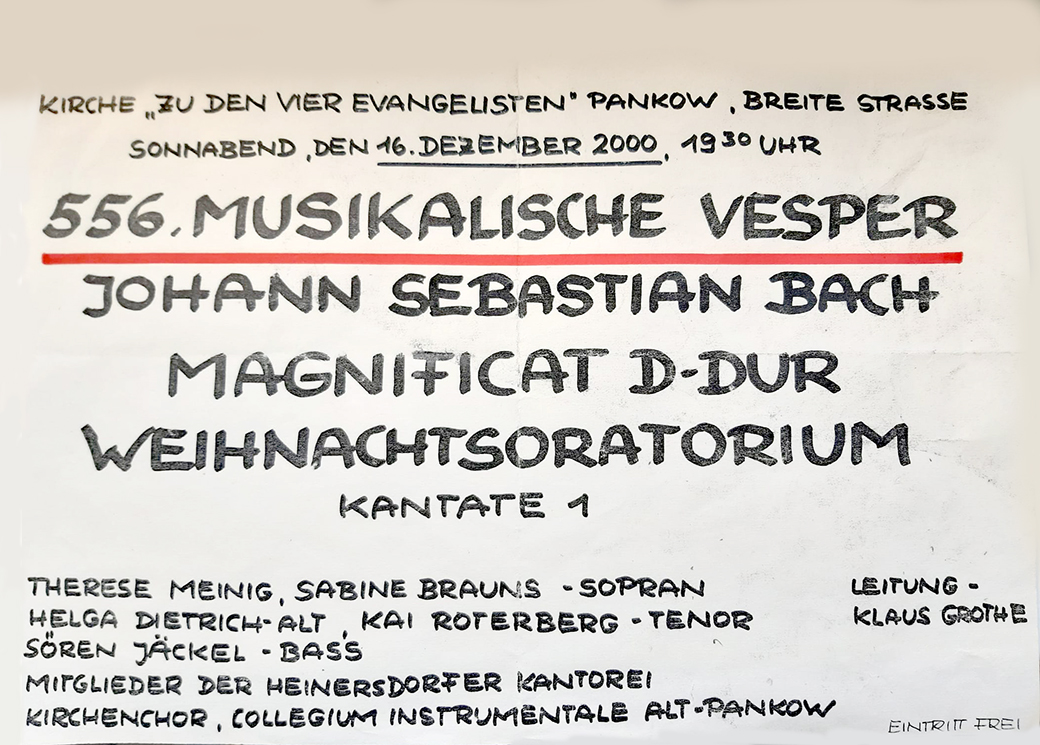 KIRCHE „ZU DEN VIER EVANGELISTEN" PANKOW, BREITE STRASSE
SONNABEND, DEN 16. DEZEMBER 2000, 19³⁰ UHR
556. MUSIKALISCHE VESPER
JOHANN SEBASTIAN BACH
MAGNIFICAT D-DUR
WEIHNACHTSORATORIUM
KANTATE 1
THERESE MEINIG, SABINE BRAUNS - SOPRAN
HELGA DIETRICH - ALT, KAI ROTERBERG - TENOR
SÖREN JÄCKEL - BASS
MITGLIEDER DER HEINERSDORFER KANTOREI
KIRCHENCHOR, COLLEGIUM INSTRUMENTALE ALT-PANKOW
LEITUNG -
KLAUS GROTHE
EINTRITT FREI